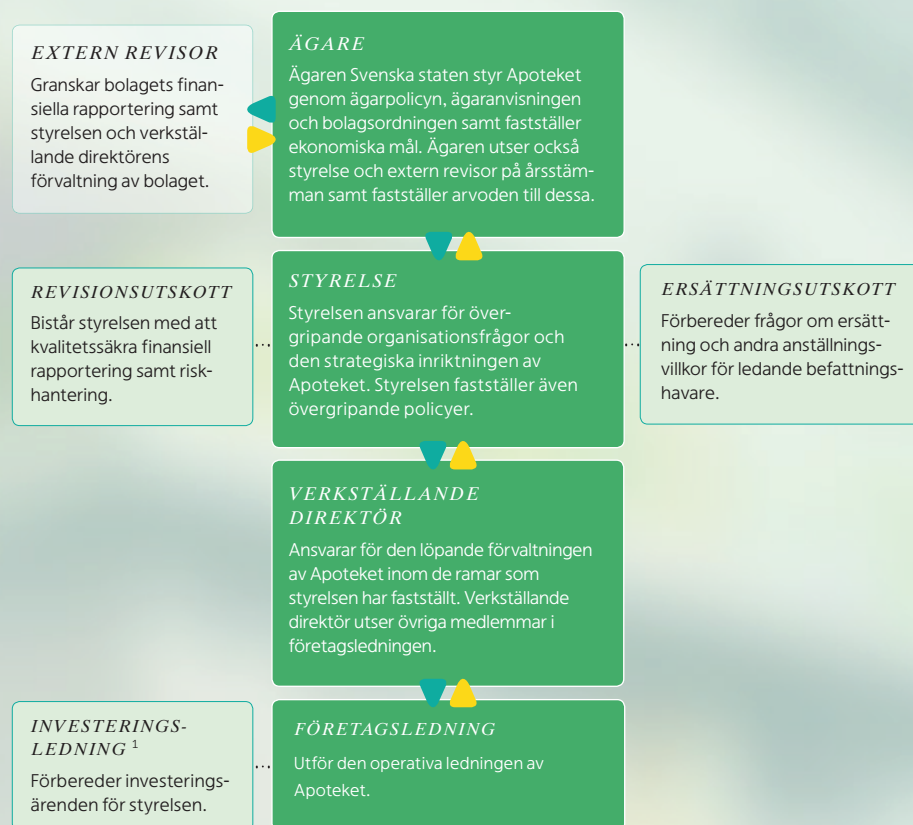 EXTERN REVISOR
Granskar bolagets finan-
siella rapportering samt
styrelsen och verkstäl-
lande direktörens
förvaltning av bolaget.
ÄGARE
Ägaren Svenska staten styr Apoteket
genom ägarpolicyn, ägaranvisningen
och bolagsordningen samt fastställer
ekonomiska mål. Ägaren utser också
styrelse och extern revisor på årsstäm-
man samt fastställer arvoden till dessa.
REVISIONSUTSKOTT
Bistår styrelsen med att
kvalitetssäkra finansiell
rapportering samt risk-
hantering.
STYRELSE
Styrelsen ansvarar för över-
gripande organisationsfrågor och
den strategiska inriktningen av
Apoteket. Styrelsen fastställer även
övergripande policyer.
ERSÄTTNINGSUTSKOTT
Förbereder frågor om ersätt-
ning och andra anställnings-
villkor för ledande befattnings-
havare.
VERKSTÄLLANDE
DIREKTÖR
Ansvarar för den löpande förvaltningen
av Apoteket inom de ramar som
styrelsen har fastställt. Verkställande
direktör utser övriga medlemmar i
företagsledningen.
INVESTERINGS-
LEDNING 1
Förbereder investerings-
ärenden för styrelsen.
FÖRETAGSLEDNING
Utför den operativa ledningen av
Apoteket.